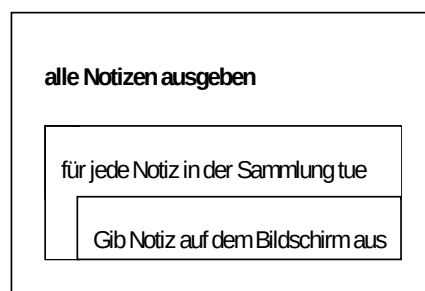 alle Notizen ausgeben
für jede Notiz in der Sammlung tue
Gib Notiz auf dem Bildschirm aus